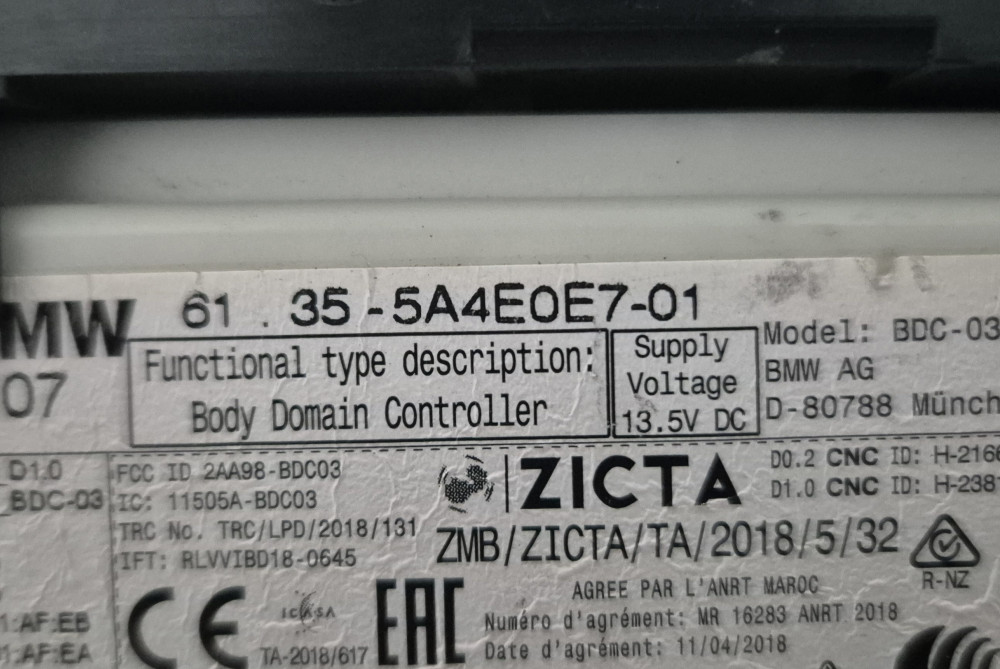 MW 61 . 35 - 5A4E0E7-01
07
Functional type description:
Body Domain Controller
Supply
Voltage
13.5V DC
Model: BDC-03
BMW AG
D-80788 Münch
_D1.0
_BDC-03
FCC ID 2AA98-BDC03
IC: 11505A-BDC03
TRC No. TRC/LPD/2018/131
IFT: RLVVIBD18-0645
ZICTA
ZMB/ZICTA/TA/2018/5/32
D0.2 CNC ID: H-2166
D1.0 CNC ID: H-2381
R-NZ
1:AF:EB
1:AF:EA
CE
ICASA
TA-2018/617
EAC
AGREE PAR L'ANRT MAROC
Numéro d'agrément: MR 16283 ANRT 2018
Date d'agrément: 11/04/2018